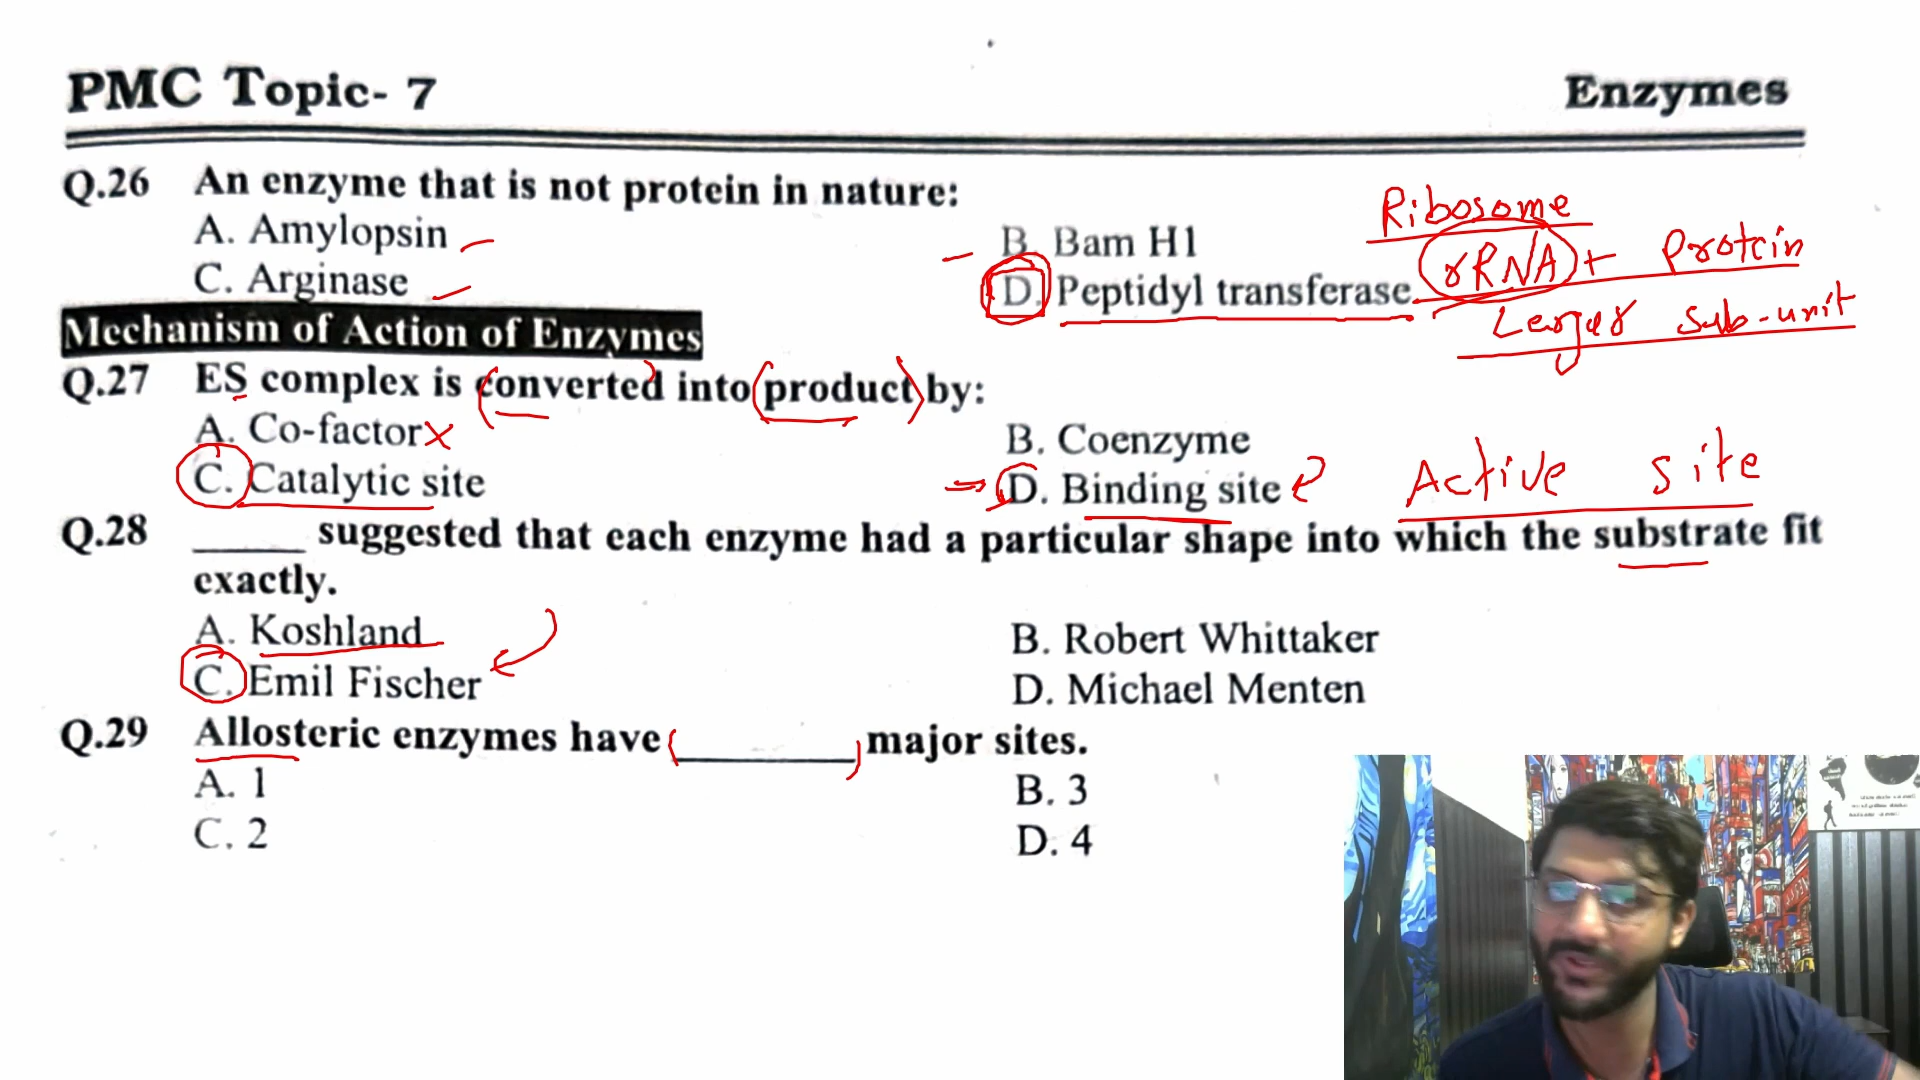 PMC Topic- 7 Enzymes
Q.26 An enzyme that is not protein in nature:
A. Amylopsin
B. Bam H1
C. Arginase
D. Peptidyl transferase
Ribosome
rRNA + Protein
Larger sub-unit
Mechanism of Action of Enzymes
Q.27 ES complex is converted into product by:
A. Co-factor
B. Coenzyme
C. Catalytic site
D. Binding site
Active site
Q.28 ______ suggested that each enzyme had a particular shape into which the substrate fit
exactly.
A. Koshland
B. Robert Whittaker
C. Emil Fischer
D. Michael Menten
Q.29 Allosteric enzymes have __________ major sites.
A. 1
B. 3
C. 2
D. 4